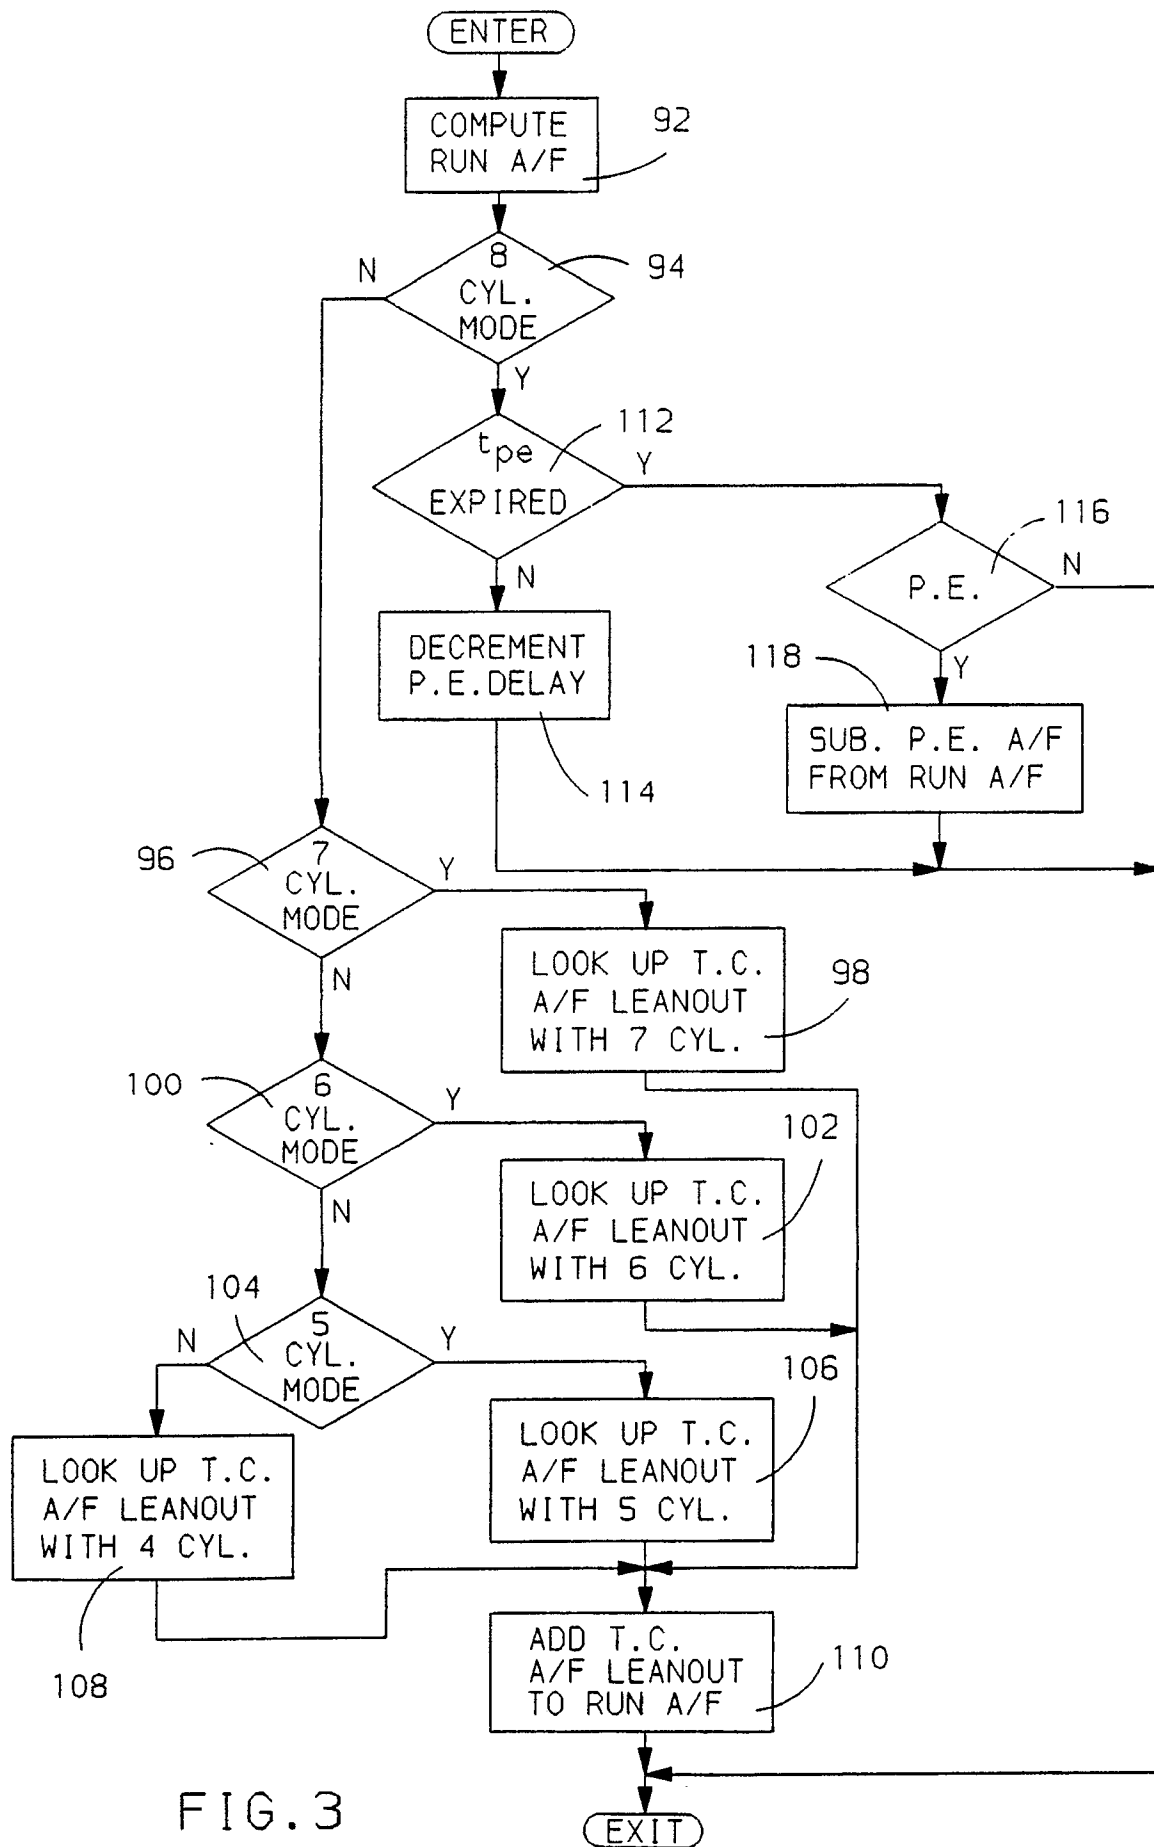 ENTER
COMPUTE
RUN A/F
92
8
CYL.
MODE
94
N
Y
tpe
EXPIRED
112
Y
N
P.E.
116
N
Y
DECREMENT
P.E.DELAY
114
118
SUB. P.E. A/F
FROM RUN A/F
96
7
CYL.
MODE
Y
N
LOOK UP T.C.
A/F LEANOUT
WITH 7 CYL.
98
100
6
CYL.
MODE
Y
N
LOOK UP T.C.
A/F LEANOUT
WITH 6 CYL.
102
104
5
CYL.
MODE
N
Y
LOOK UP T.C.
A/F LEANOUT
WITH 5 CYL.
106
LOOK UP T.C.
A/F LEANOUT
WITH 4 CYL.
108
ADD T.C.
A/F LEANOUT
TO RUN A/F
110
EXIT
FIG.3